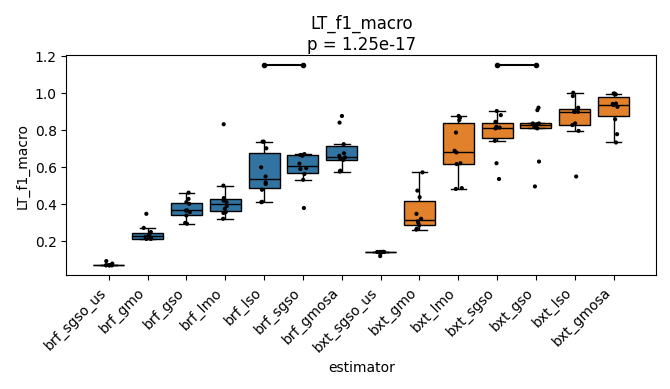 LT_f1_macro
p = 1.25e-17
LT_f1_macro
1.2
1.0
0.8
0.6
0.4
0.2
brf_sgso_us
brf_gmo
brf_gso
brf_lmo
brf_lso
brf_sgso
brf_gmosa
bxt_sgso_us
bxt_gmo
bxt_lmo
bxt_sgso
bxt_gso
bxt_lso
bxt_gmosa
estimator